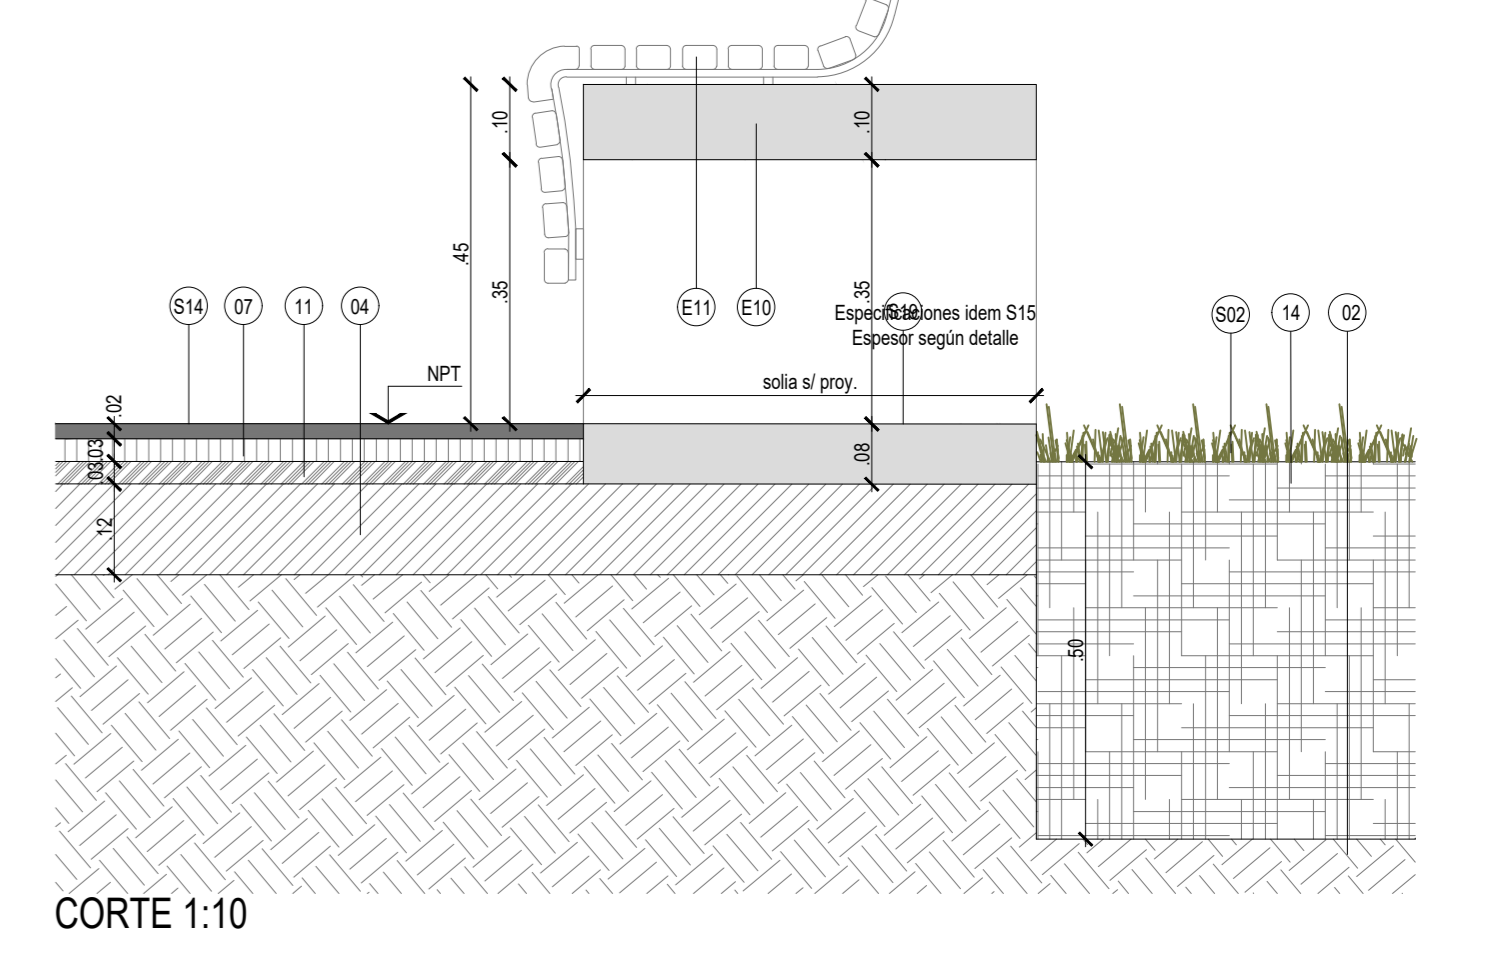 .10
.10
.45
.35
.35
S14
07
11
04
E11
E10
S19
Especificaciones idem S15
Espesor según detalle
S02
14
02
NPT
solia s/ proy.
.02
.03
.03
.08
.12
.50
CORTE 1:10